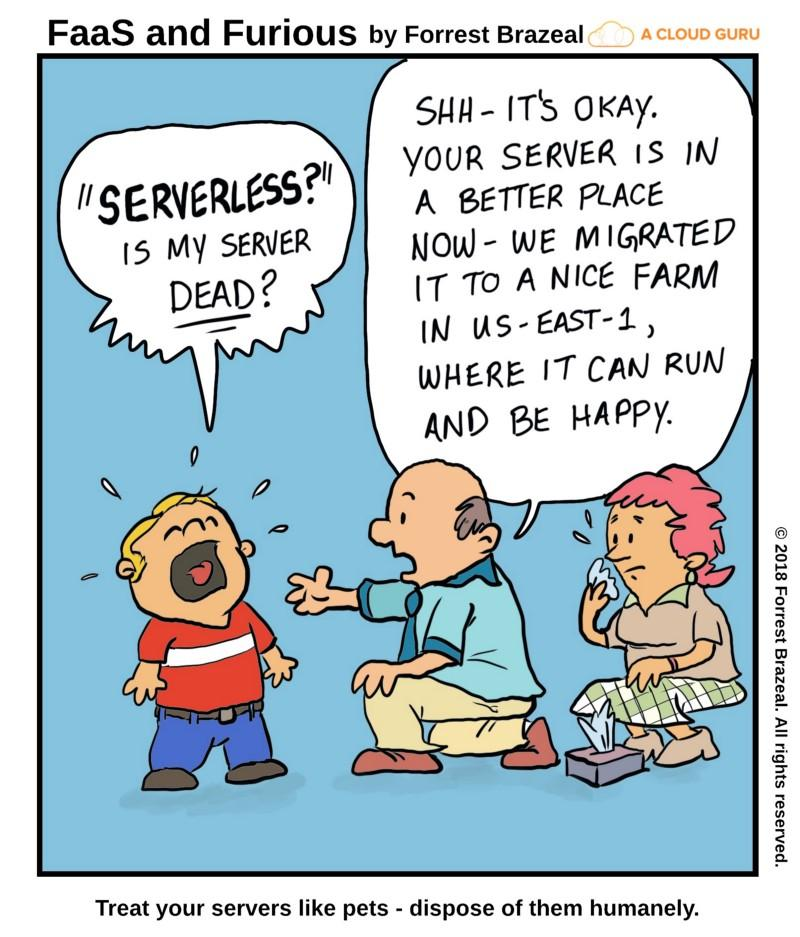 FaaS and Furious by Forrest Brazeal A CLOUD GURU
"SERVERLESS?"
IS MY SERVER
DEAD?
SHH - IT'S OKAY.
YOUR SERVER IS IN
A BETTER PLACE
NOW - WE MIGRATED
IT TO A NICE FARM
IN US-EAST-1,
WHERE IT CAN RUN
AND BE HAPPY.
© 2018 Forrest Brazeal. All rights reserved.
Treat your servers like pets - dispose of them humanely.